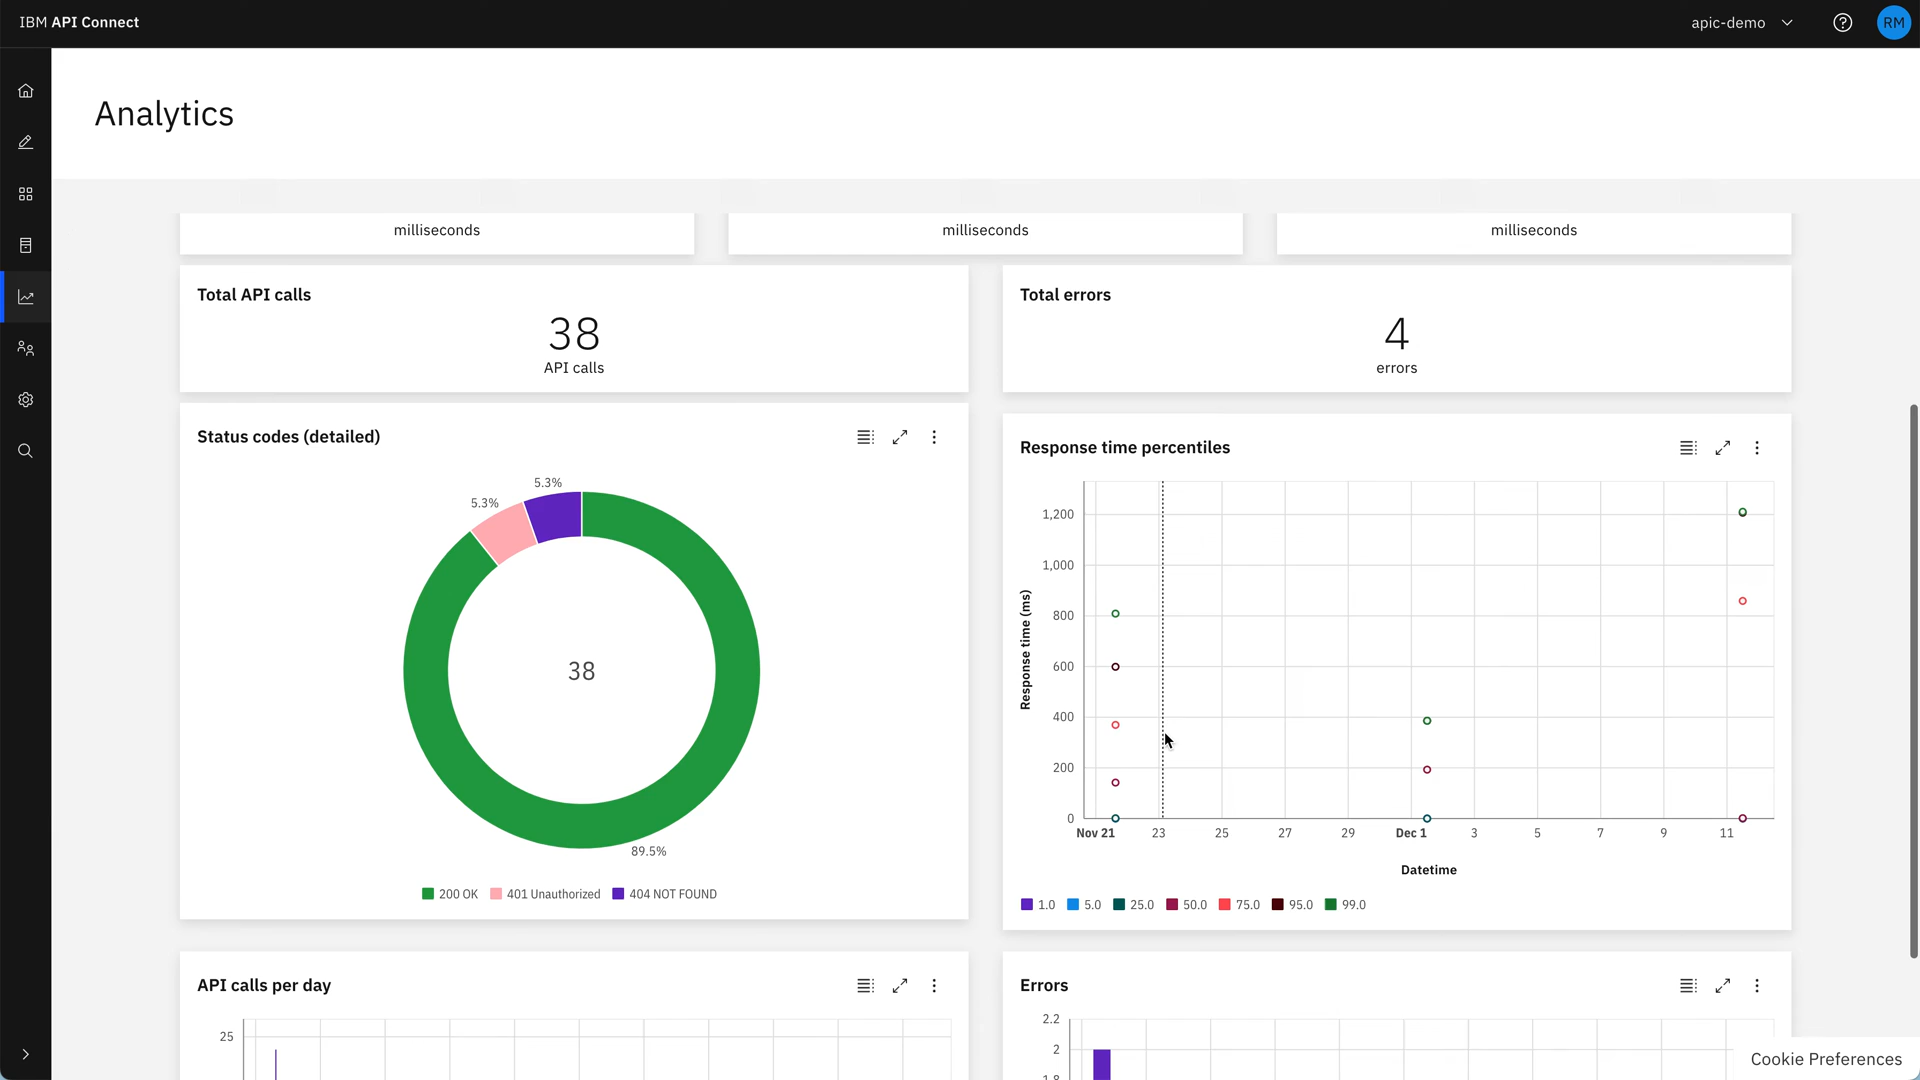 IBM API Connect
apic-demo
RM
Analytics
milliseconds
milliseconds
milliseconds
Total API calls
38
API calls
Total errors
4
errors
Status codes (detailed)
5.3%
5.3%
38
89.5%
200 OK
401 Unauthorized
404 NOT FOUND
Response time percentiles
Response time (ms)
1,200
1,000
800
600
400
200
0
Nov 21
23
25
27
29
Dec 1
3
5
7
9
11
Datetime
1.0
5.0
25.0
50.0
75.0
95.0
99.0
API calls per day
25
Errors
2.2
2
1.8
Cookie Preferences